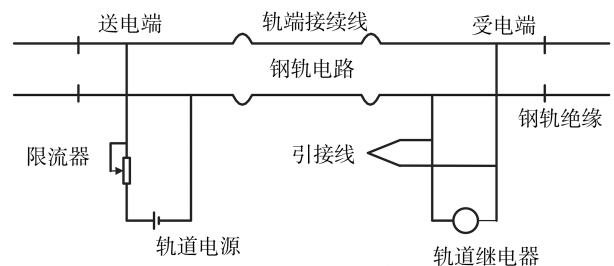 送电端
轨端接续线
受电端
钢轨电路
钢轨绝缘
限流器
引接线
轨道电源
轨道继电器